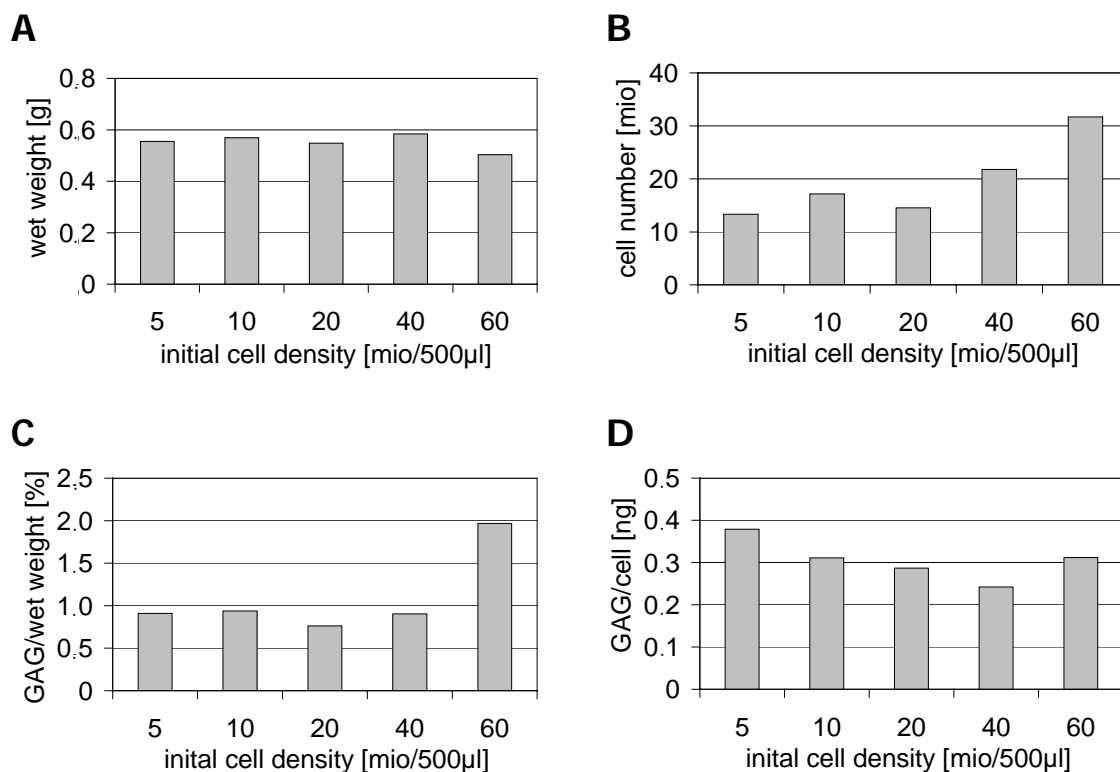 A
wet weight [g]
0.8
0.6
0.4
0.2
0
5 10 20 40 60
initial cell density [mio/500µl]
B
cell number [mio]
40
30
20
10
0
5 10 20 40 60
initial cell density [mio/500µl]
C
GAG/wet weight [%]
2.5
2.0
1.5
1.0
0.5
0
5 10 20 40 60
inital cell density [mio/500µl]
D
GAG/cell [ng]
0.5
0.4
0.3
0.2
0.1
0
5 10 20 40 60
inital cell density [mio/500µl]